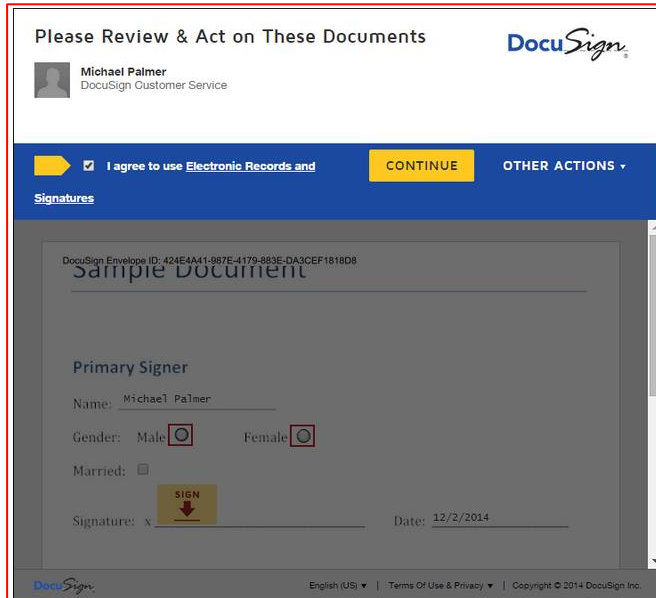 Please Review & Act on These Documents
DocuSign
Michael Palmer
DocuSign Customer Service
I agree to use Electronic Records and
Signatures
CONTINUE
OTHER ACTIONS
DocuSign Envelope ID: 424E4A41-987E-4179-883E-DA3CEF1818D8
Sample Document
Primary Signer
Name: Michael Palmer
Gender: Male Female
Married:
SIGN
Signature: x Date: 12/2/2014
DocuSign English (US) | Terms Of Use & Privacy | Copyright © 2014 DocuSign Inc.